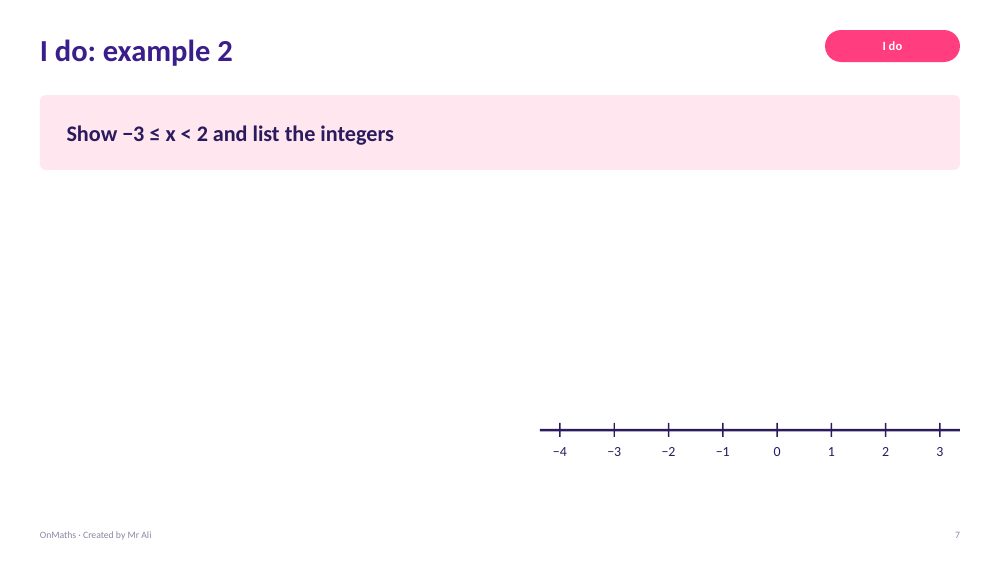 I do: example 2
I do
Show −3 ≤ x < 2 and list the integers
−4 −3 −2 −1 0 1 2 3
OnMaths · Created by Mr Ali
7